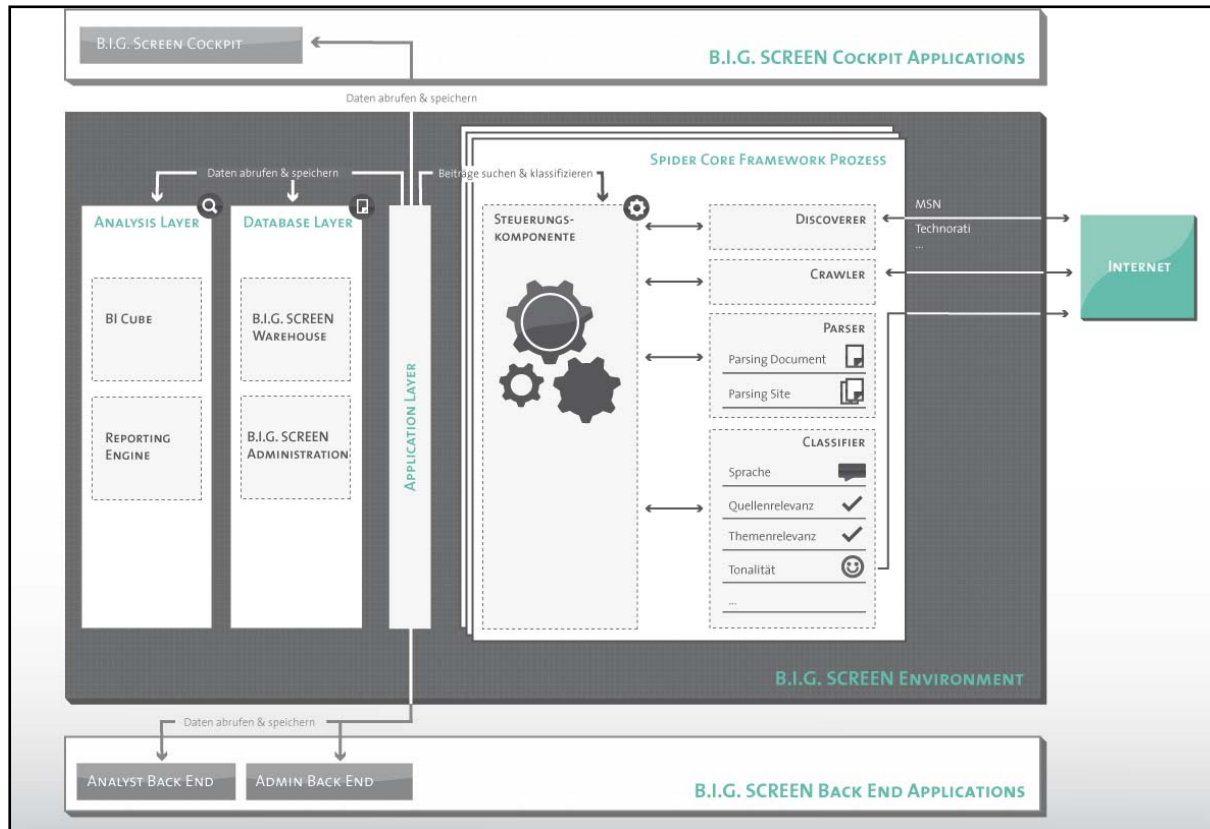 B.I.G. SCREEN COCKPIT
B.I.G. SCREEN COCKPIT APPLICATIONS
Daten abrufen & speichern
SPIDER CORE FRAMEWORK PROZESS
Daten abrufen & speichern
Beiträge suchen & klassifizieren
ANALYSIS LAYER
BI CUBE
REPORTING
ENGINE
DATABASE LAYER
B.I.G. SCREEN
WAREHOUSE
B.I.G. SCREEN
ADMINISTRATION
APPLICATION LAYER
STEUERUNGS-
KOMPONENTE
DISCOVERER
CRAWLER
PARSER
Parsing Document
Parsing Site
CLASSIFIER
Sprache
Quellenrelevanz
Themenrelevanz
Tonalität
...
MSN
Technorati
...
INTERNET
B.I.G. SCREEN ENVIRONMENT
Daten abrufen & speichern
ANALYST BACK END
ADMIN BACK END
B.I.G. SCREEN BACK END APPLICATIONS